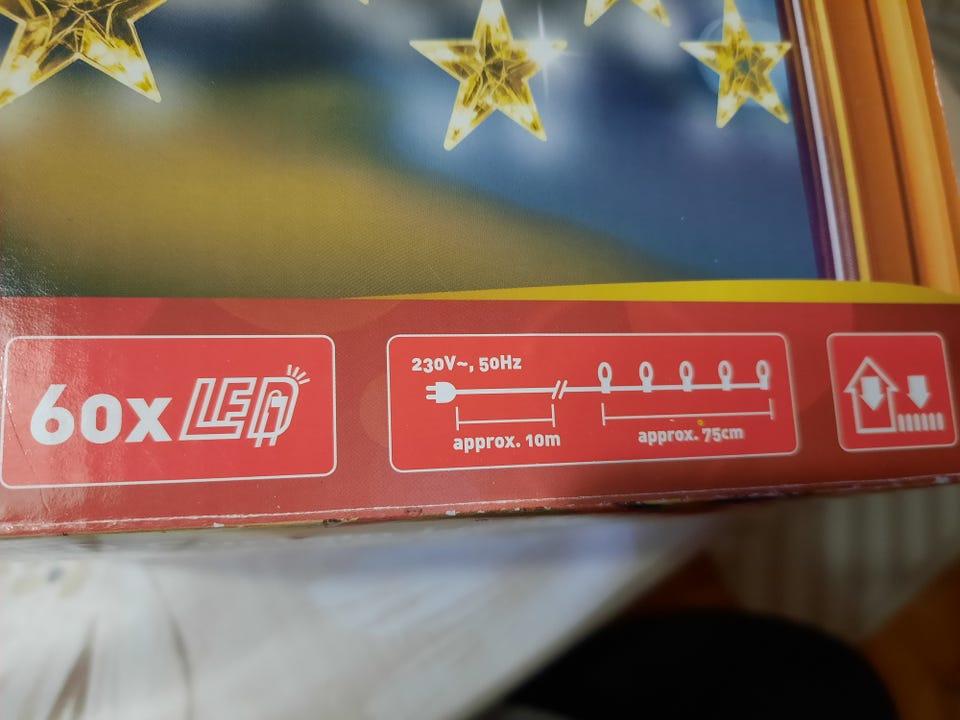 60x LED
230V~, 50Hz
approx. 10m
approx. 75cm